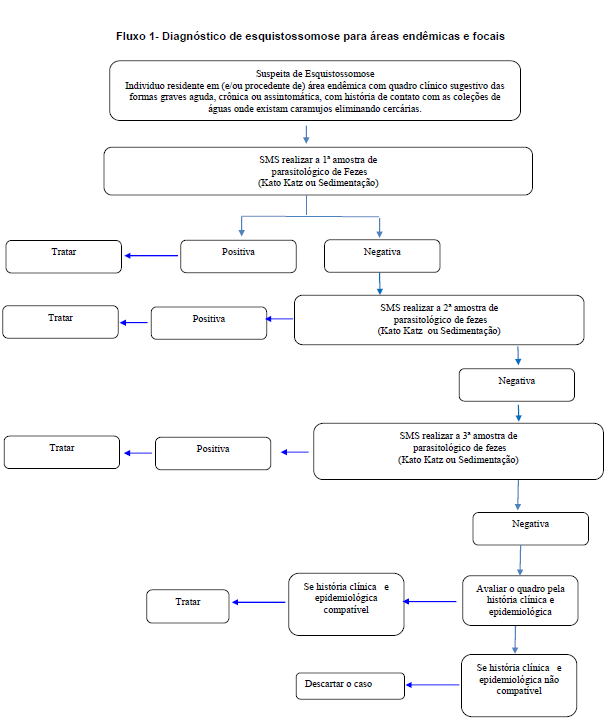 Fluxo 1- Diagnóstico de esquistossomose para áreas endêmicas e focais
Suspeita de Esquistossomose
Individuo residente em (e/ou procedente de) área endêmica com quadro clínico sugestivo das
formas graves aguda, crônica ou assintomática, com história de contato com as coleções de
águas onde existam caramujos eliminando cercárias.
SMS realizar a 1ª amostra de
parasitológico de Fezes
(Kato Katz ou Sedimentação)
Tratar
Positiva
Negativa
SMS realizar a 2ª amostra de
parasitológico de fezes
(Kato Katz ou Sedimentação)
Tratar
Positiva
Negativa
SMS realizar a 3ª amostra de
parasitológico de fezes
(Kato Katz ou Sedimentação)
Tratar
Positiva
Negativa
Avaliar o quadro pela
história clínica e
epidemiológica
Se história clínica e
epidemiológica
compatível
Tratar
Se história clínica e
epidemiológica não
compatível
Descartar o caso